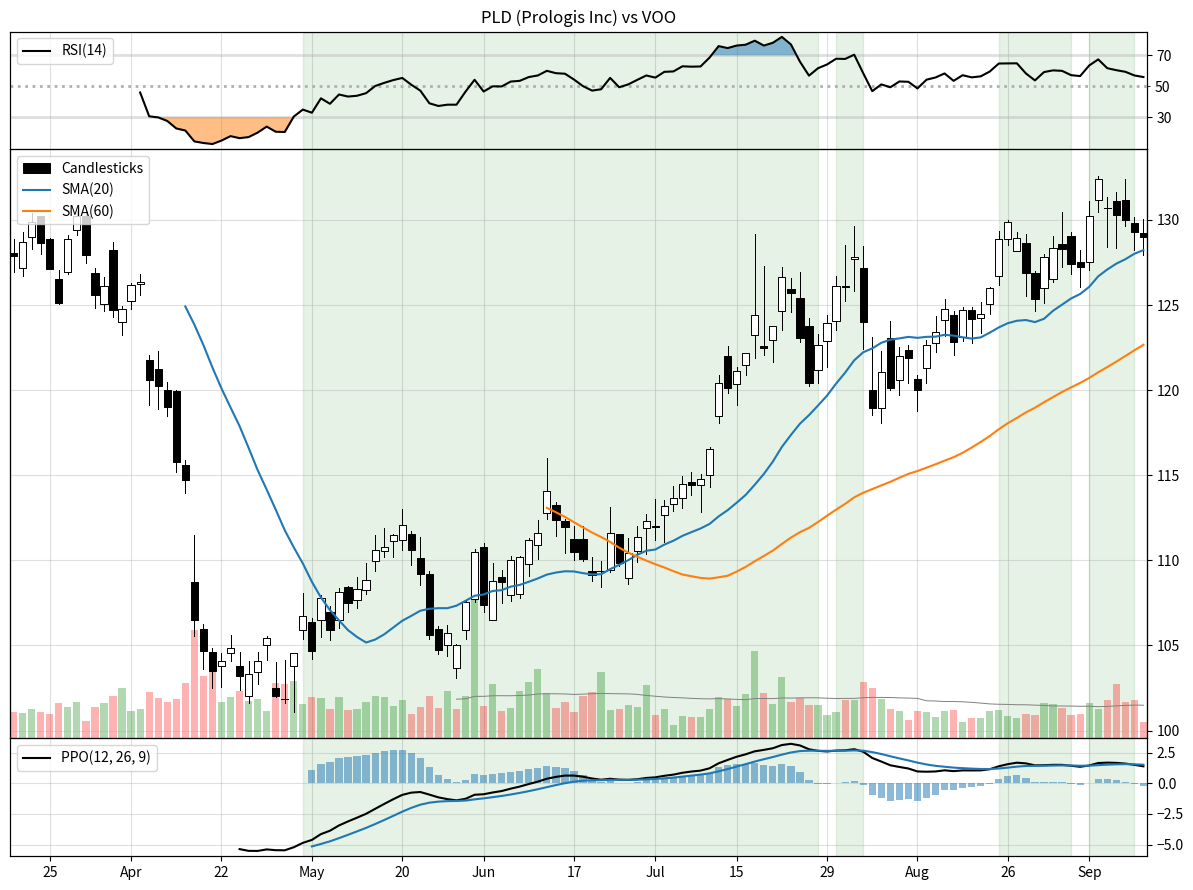 PLD (Prologis Inc) vs VOO
RSI(14)
70
50
30
Candlesticks
SMA(20)
SMA(60)
130
125
120
115
110
105
100
PPO(12, 26, 9)
2.5
0.0
−2.5
−5.0
25 Apr 22 May 20 Jun 17 Jul 15 29 Aug 26 Sep